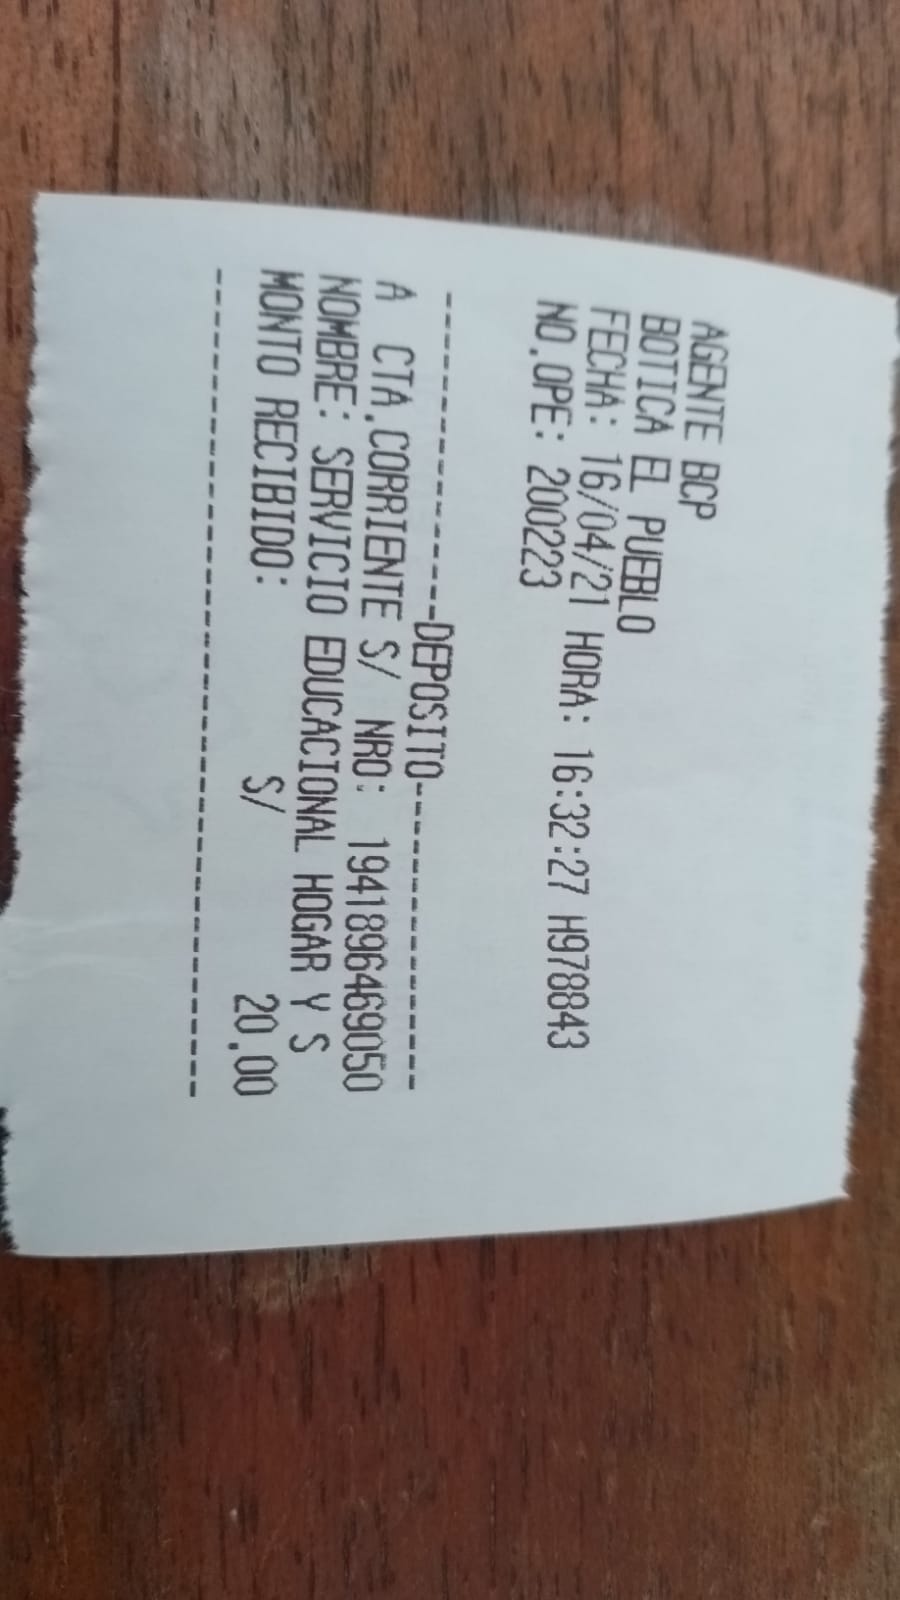 AGENTE BCP
BOTICA EL PUEBLO
FECHA: 16/04/21 HORA: 16:32:27 H978843
NO.OPE: 200223
---------------DEPOSITO---------------
A CTA.CORRIENTE S/ NRO: 1941896469050
NOMBRE: SERVICIO EDUCACIONAL HOGAR Y S
MONTO RECIBIDO: S/ 20.00
--------------------------------------